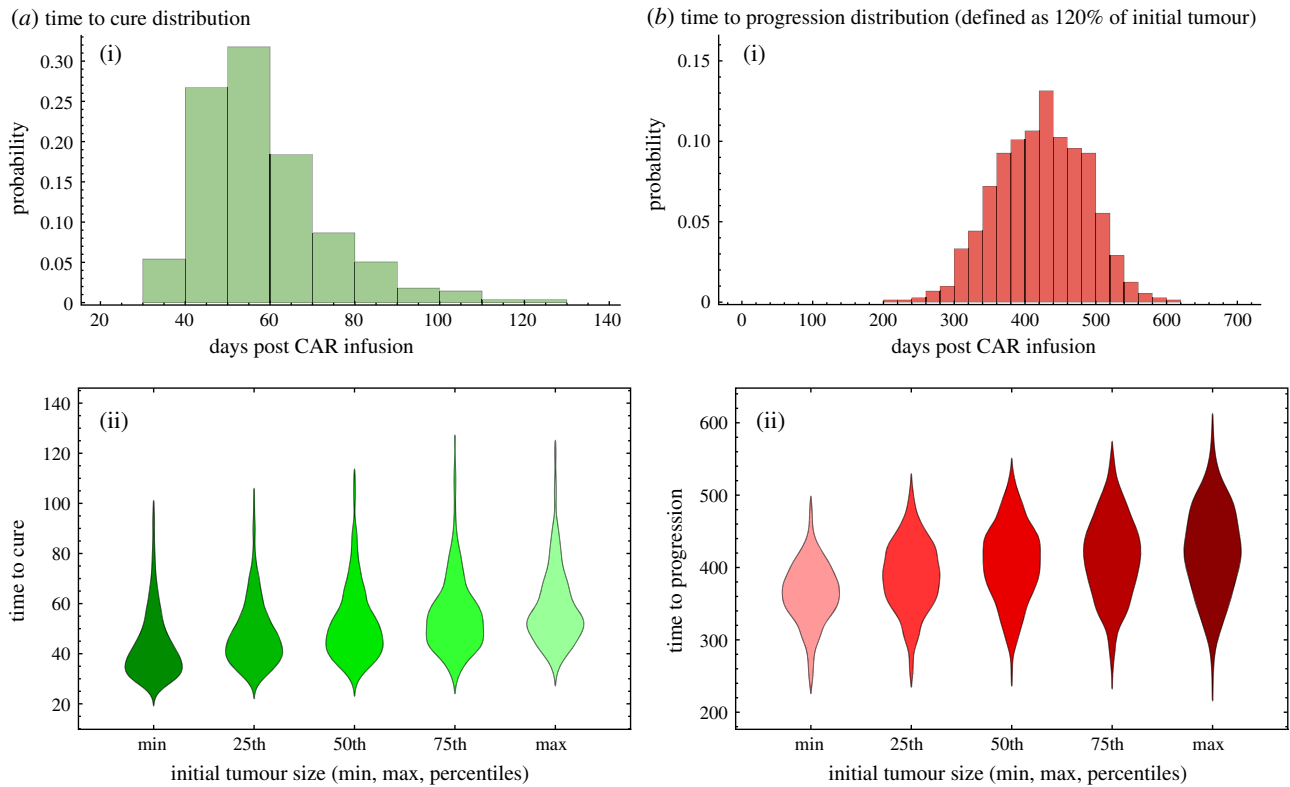 (a) time to cure distribution
(i)
0.30
0.25
0.20
0.15
0.10
0.05
0
probability
20 40 60 80 100 120 140
days post CAR infusion
(b) time to progression distribution (defined as 120% of initial tumour)
(i)
0.15
0.10
0.05
0
probability
0 100 200 300 400 500 600 700
days post CAR infusion
(ii)
140
120
100
80
60
40
20
time to cure
min 25th 50th 75th max
initial tumour size (min, max, percentiles)
(ii)
600
500
400
300
200
time to progression
min 25th 50th 75th max
initial tumour size (min, max, percentiles)